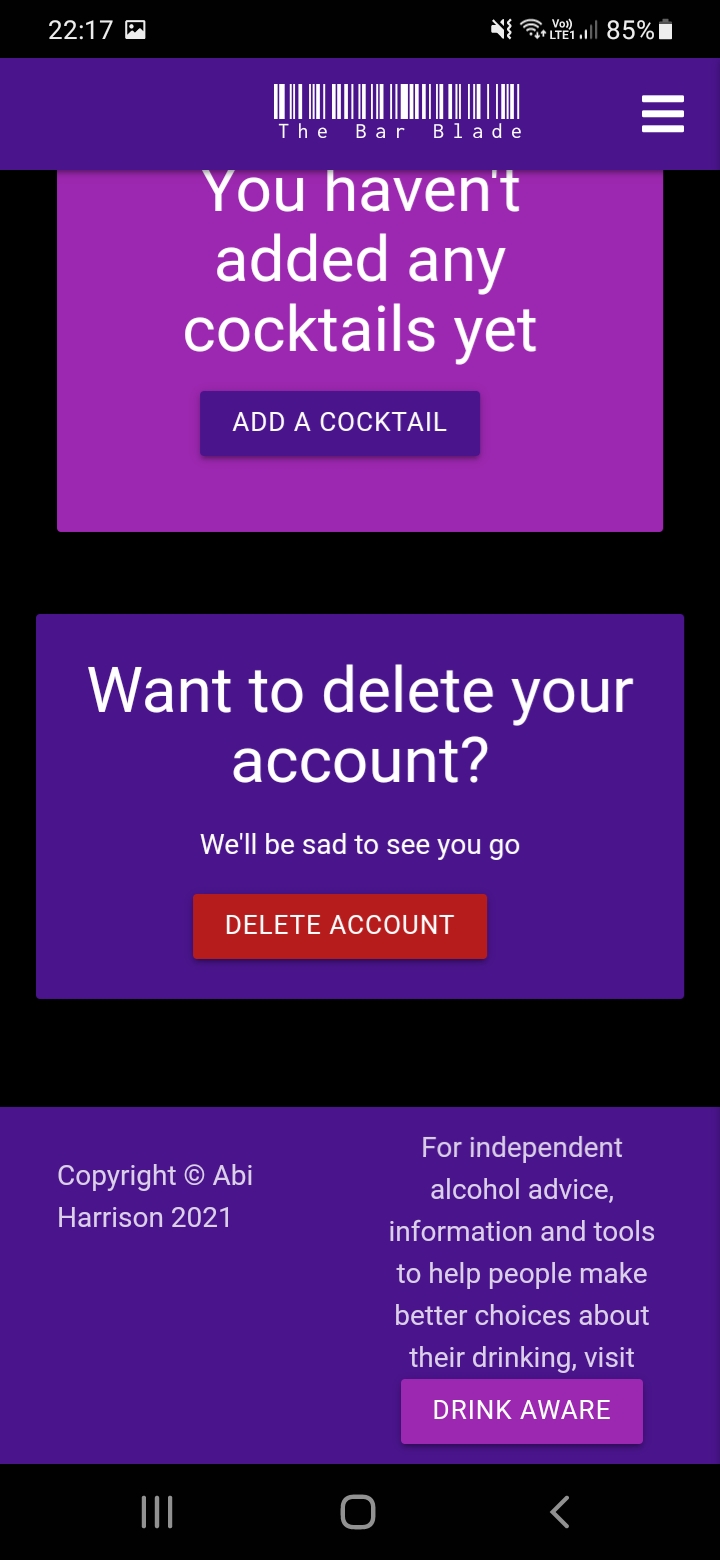 22:17
Vo)) LTE1 85%
The Bar Blade
You haven't
added any
cocktails yet
ADD A COCKTAIL
Want to delete your
account?
We'll be sad to see you go
DELETE ACCOUNT
Copyright © Abi
Harrison 2021
For independent
alcohol advice,
information and tools
to help people make
better choices about
their drinking, visit
DRINK AWARE